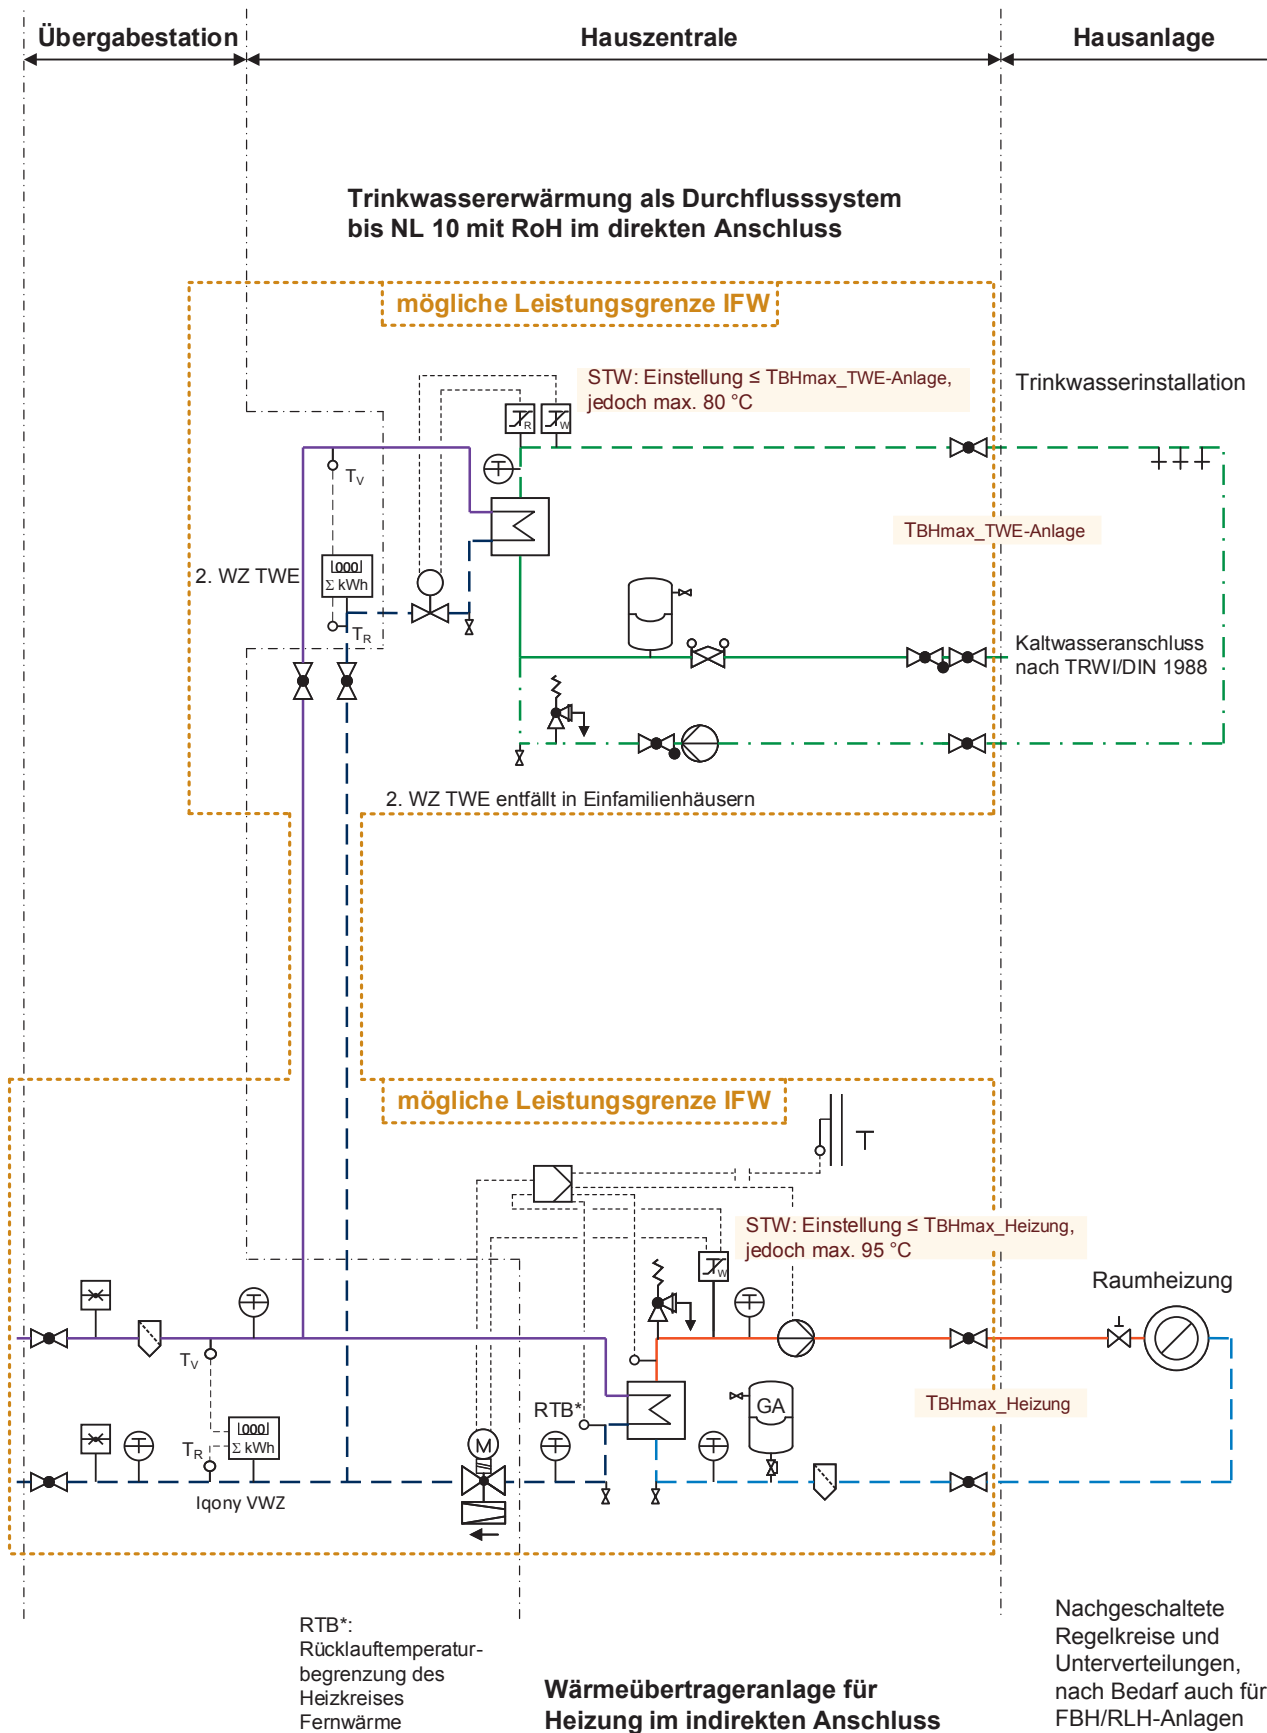 Übergabestation
Hauszentrale
Hausanlage
Trinkwassererwärmung als Durchflusssystem
bis NL 10 mit RoH im direkten Anschluss
mögliche Leistungsgrenze IFW
STW: Einstellung ≤ TBHmax_TWE-Anlage,
jedoch max. 80 °C
Trinkwasserinstallation
R
W
T
TV
TBHmax_TWE-Anlage
2. WZ TWE
000
Σ kWh
TR
Kaltwasseranschluss
nach TRWI/DIN 1988
2. WZ TWE entfällt in Einfamilienhäusern
mögliche Leistungsgrenze IFW
T
STW: Einstellung ≤ TBHmax_Heizung,
jedoch max. 95 °C
W
Raumheizung
T
T
TV
RTB*
GA
TBHmax_Heizung
000
Σ kWh
TR
T
M
T
T
Iqony VWZ
RTB*:
Rücklauftemperatur-
begrenzung des
Heizkreises
Fernwärme
Wärmeübertrageranlage für
Heizung im indirekten Anschluss
Nachgeschaltete
Regelkreise und
Unterverteilungen,
nach Bedarf auch für
FBH/RLH-Anlagen